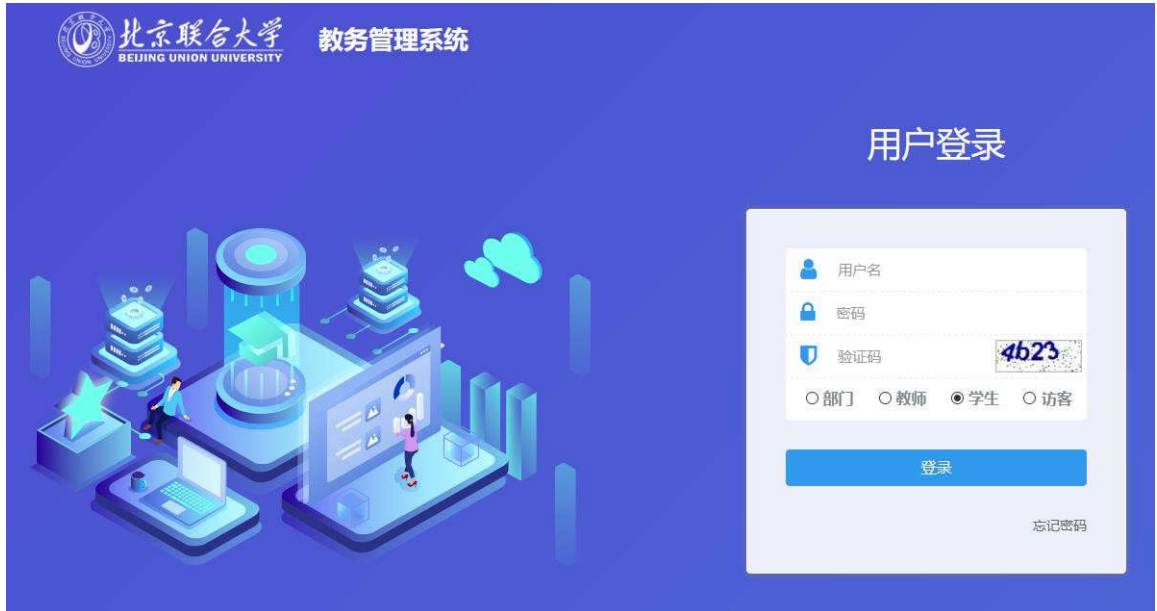 北京联合大学 教务管理系统
BEIJING UNION UNIVERSITY
用户登录
用户名
密码
验证码 4b23
部门 教师 学生 访客
登录
忘记密码